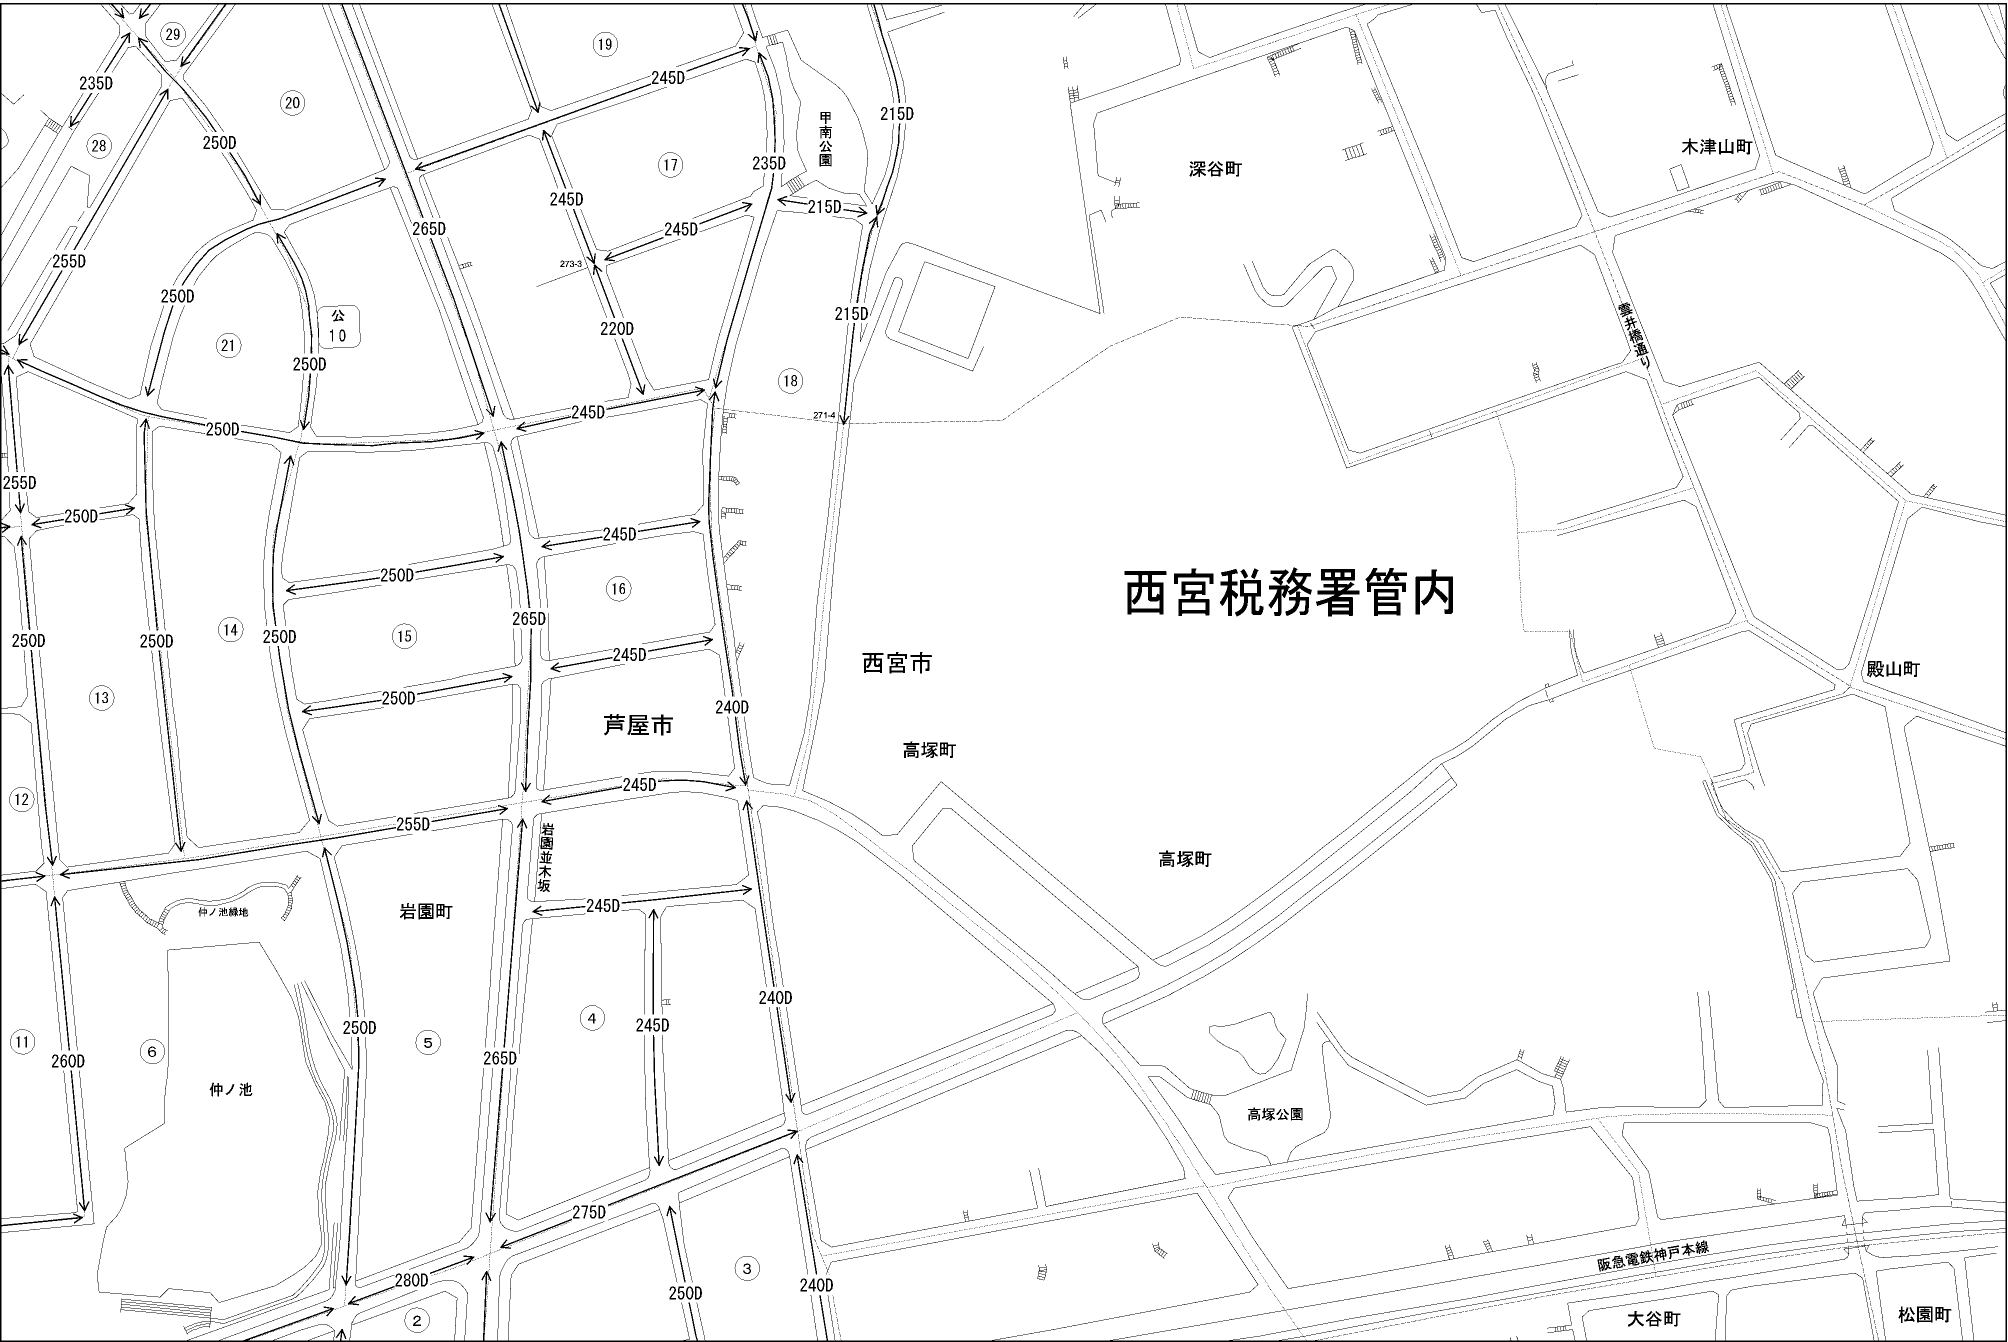 29
19
235D
245D
20
215D
28
甲南公園
250D
木津山町
17
235D
深谷町
245D
215D
265D
245D
255D
273-3
250D
公
10
215D
220D
雲井橋通り
21
250D
18
245D
271-4
250D
255D
250D
245D
250D
16
西宮税務署管内
265D
14
15
250D
250D
250D
245D
西宮市
殿山町
13
250D
240D
芦屋市
高塚町
245D
12
255D
岩園並木坂
高塚町
245D
仲ノ池緑地
岩園町
240D
4
245D
250D
11
6
5
265D
260D
仲ノ池
高塚公園
275D
阪急電鉄神戸本線
3
280D
240D
250D
2
大谷町
松園町